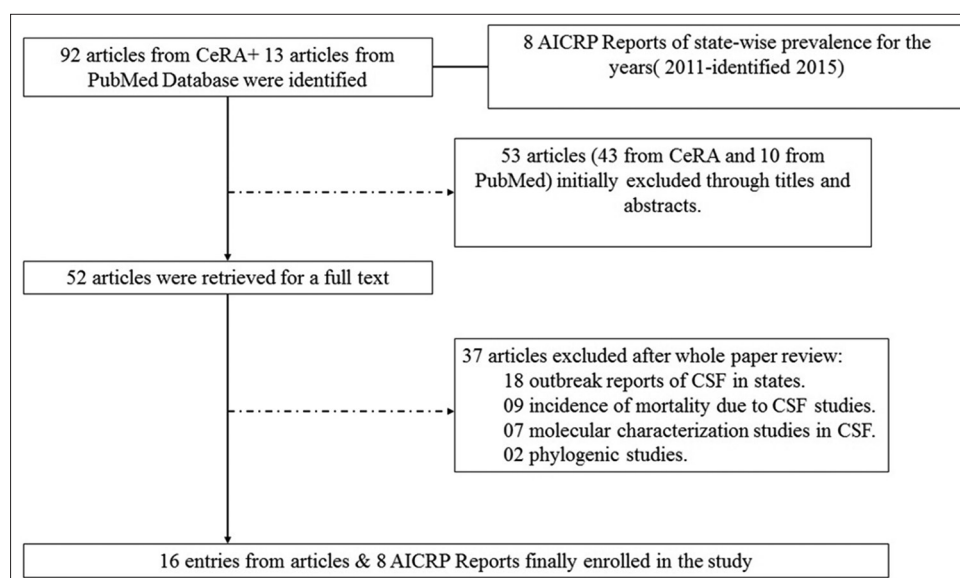 92 articles from CeRA+ 13 articles from
PubMed Database were identified
8 AICRP Reports of state-wise prevalence for the
years( 2011-identified 2015)
53 articles (43 from CeRA and 10 from
PubMed) initially excluded through titles and
abstracts.
52 articles were retrieved for a full text
37 articles excluded after whole paper review:
18 outbreak reports of CSF in states.
09 incidence of mortality due to CSF studies.
07 molecular characterization studies in CSF.
02 phylogenic studies.
16 entries from articles & 8 AICRP Reports finally enrolled in the study